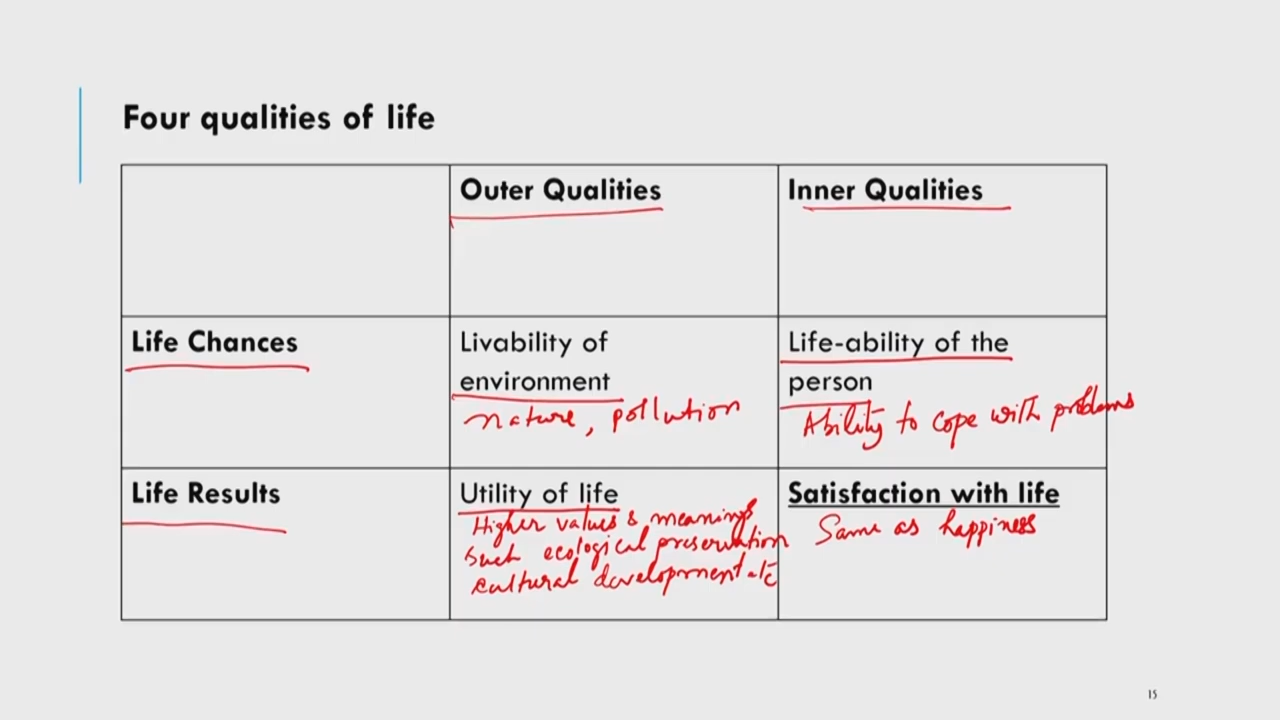 Four qualities of life
Outer Qualities
Inner Qualities
Life Chances
Livability of
environment
nature, pollution
Life-ability of the
person
Ability to cope with problems
Life Results
Utility of life
Higher values & meanings
such ecological preservation
cultural development etc
Satisfaction with life
Same as happiness
15